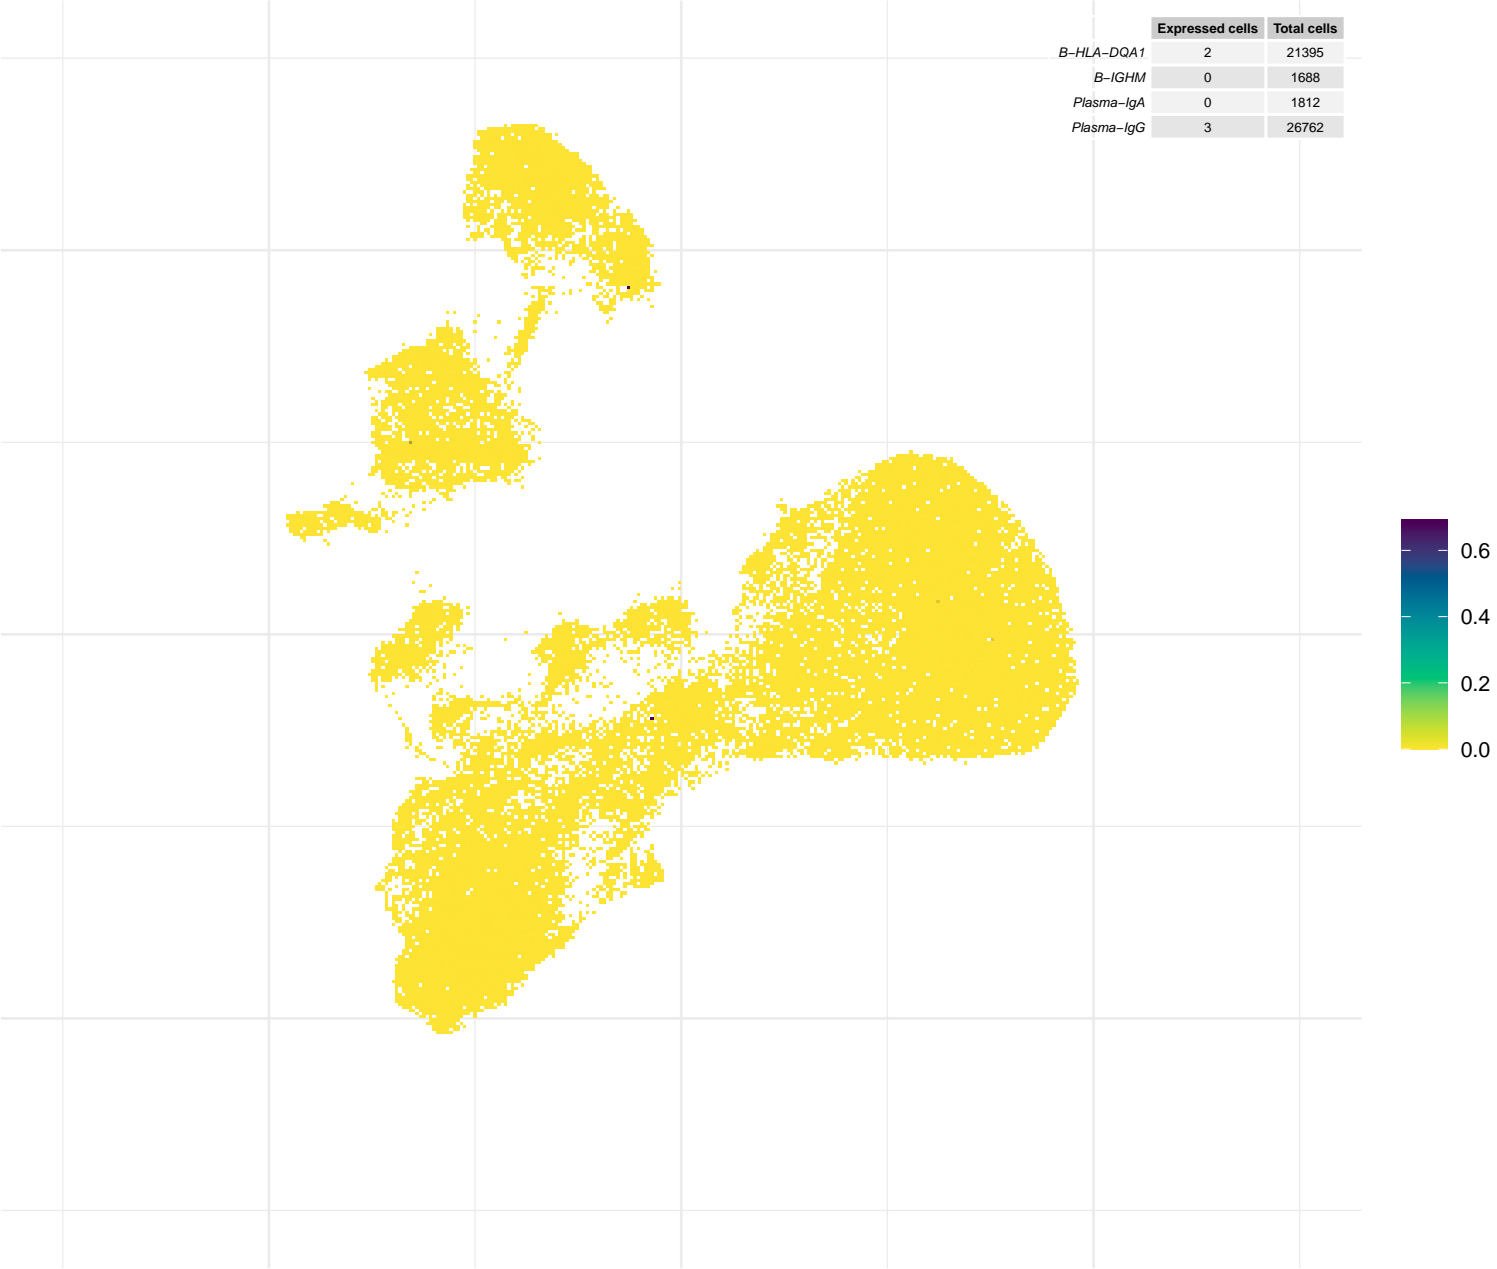 Expressed cells Total cells
B−HLA−DQA1 2 21395
B−IGHM 0 1688
Plasma−IgA 0 1812
Plasma−IgG 3 26762
0.6
0.4
0.2
0.0